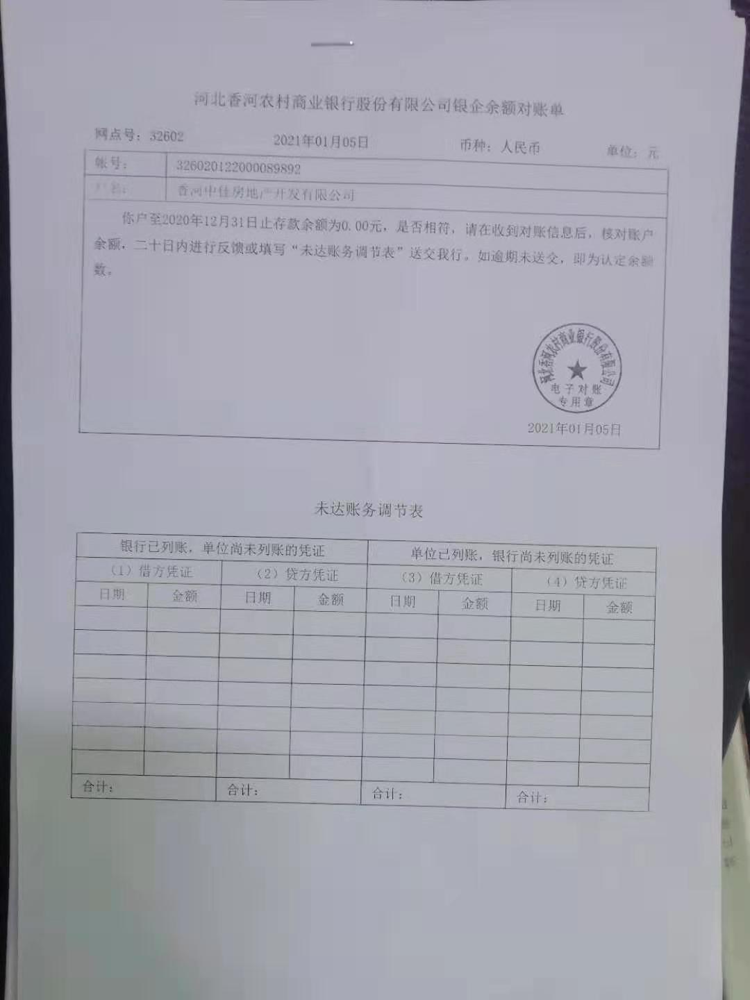 河北香河农村商业银行股份有限公司银企余额对账单
网点号：32602 2021年01月05日 币种：人民币 单位：元
帐号： 326020122000089892
户名： 香河中佳房地产开发有限公司
你户至2020年12月31日止存款余额为0.00元，是否相符，请在收到对账信息后，核对账户
余额，二十日内进行反馈或填写“未达账务调节表”送交我行。如逾期未送交，即为认定余额
数。
河北香河农村商业银行股份有限公司
电子对账
专用章
2021年01月05日
未达账务调节表
银行已列账，单位尚未列账的凭证 单位已列账，银行尚未列账的凭证
（1）借方凭证 （2）贷方凭证 （3）借方凭证 （4）贷方凭证
日期 金额 日期 金额 日期 金额 日期 金额
合计： 合计： 合计： 合计：